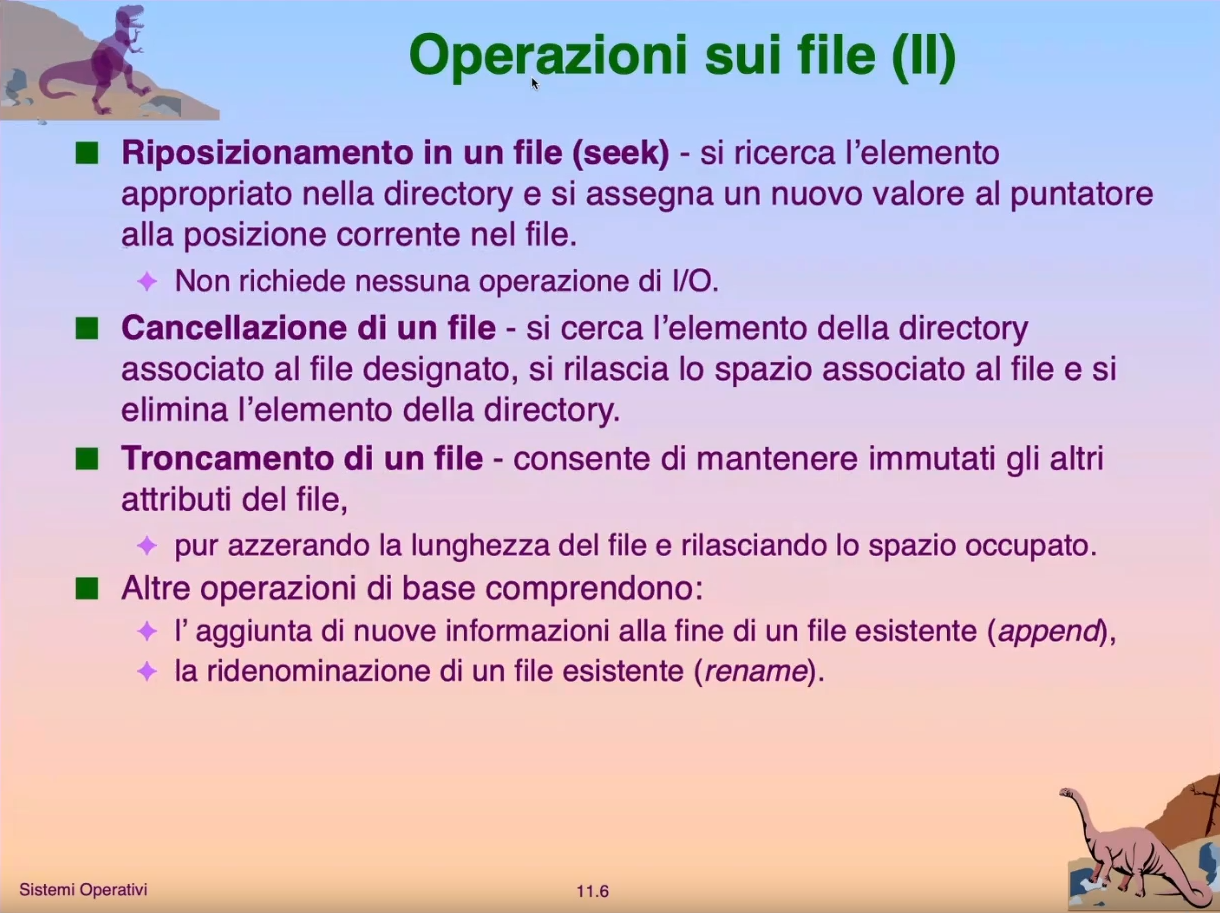 Operazioni sui file (II)
Riposizionamento in un file (seek) - si ricerca l'elemento
appropriato nella directory e si assegna un nuovo valore al puntatore
alla posizione corrente nel file.
Non richiede nessuna operazione di I/O.
Cancellazione di un file - si cerca l'elemento della directory
associato al file designato, si rilascia lo spazio associato al file e si
elimina l'elemento della directory.
Troncamento di un file - consente di mantenere immutati gli altri
attributi del file,
pur azzerando la lunghezza del file e rilasciando lo spazio occupato.
Altre operazioni di base comprendono:
l' aggiunta di nuove informazioni alla fine di un file esistente (append),
la ridenominazione di un file esistente (rename).
Sistemi Operativi
11.6